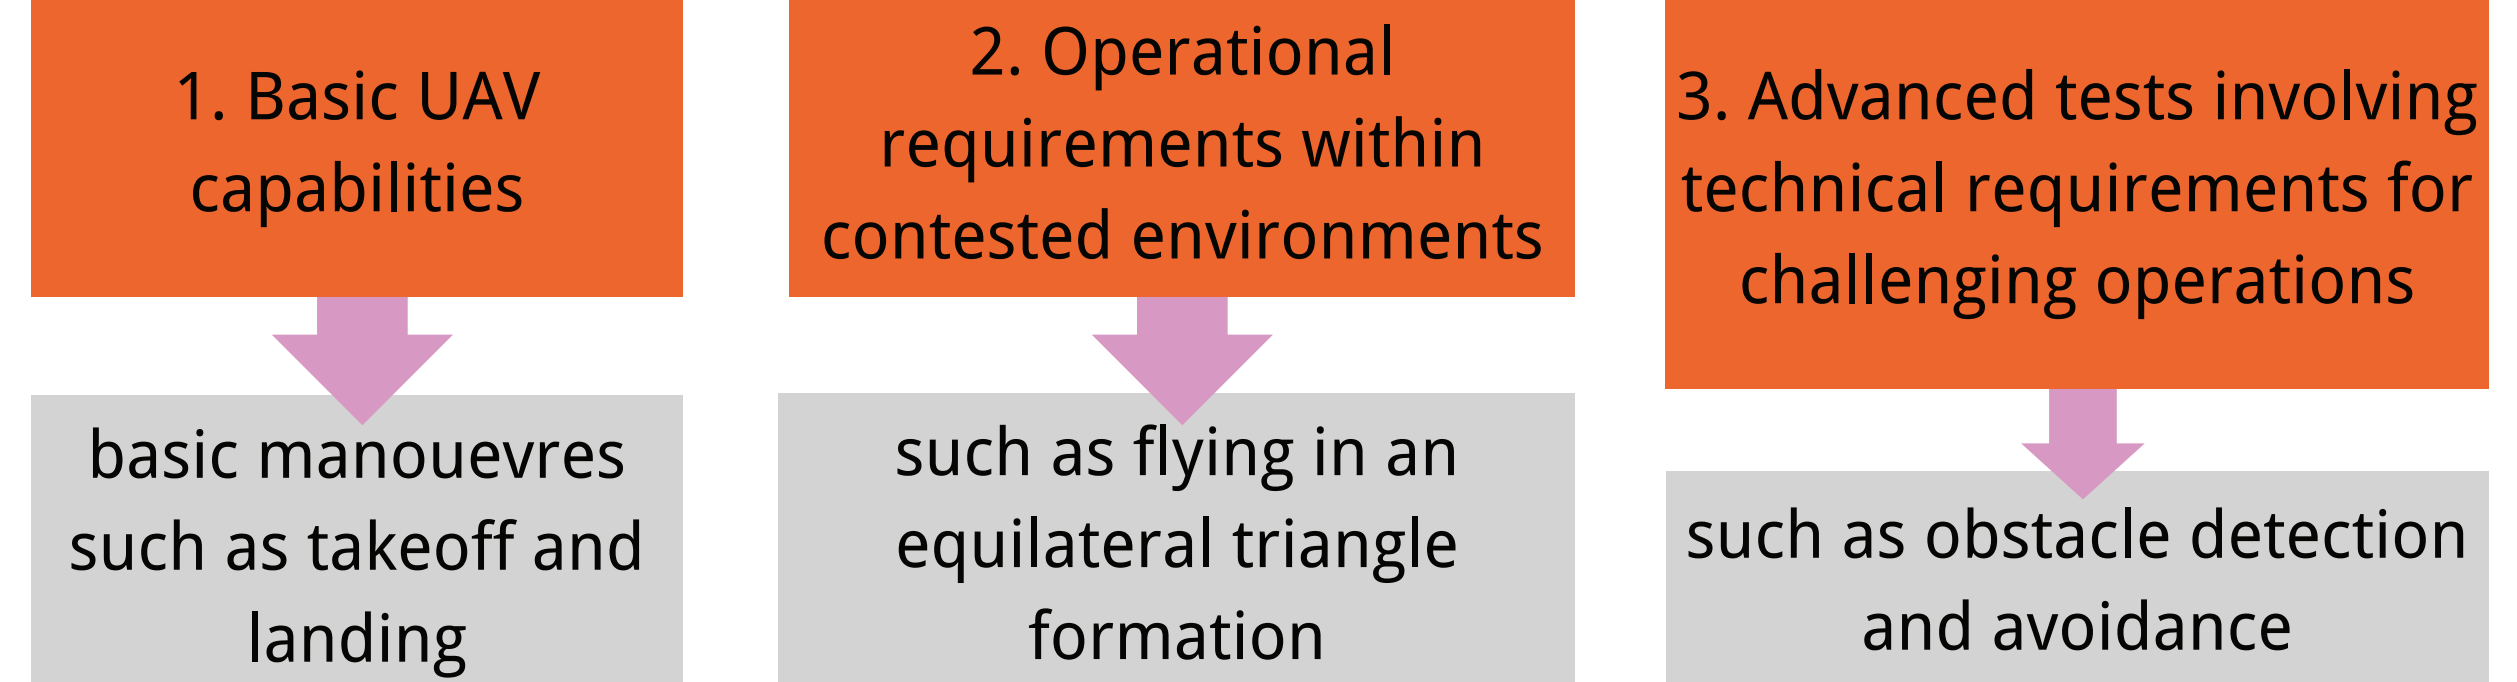 1. Basic UAV
capabilities
basic manouevres
such as takeoff and
landing
2. Operational
requirements within
contested environments
such as flying in an
equilateral triangle
formation
3. Advanced tests involving
technical requirements for
challenging operations
such as obstacle detection
and avoidance